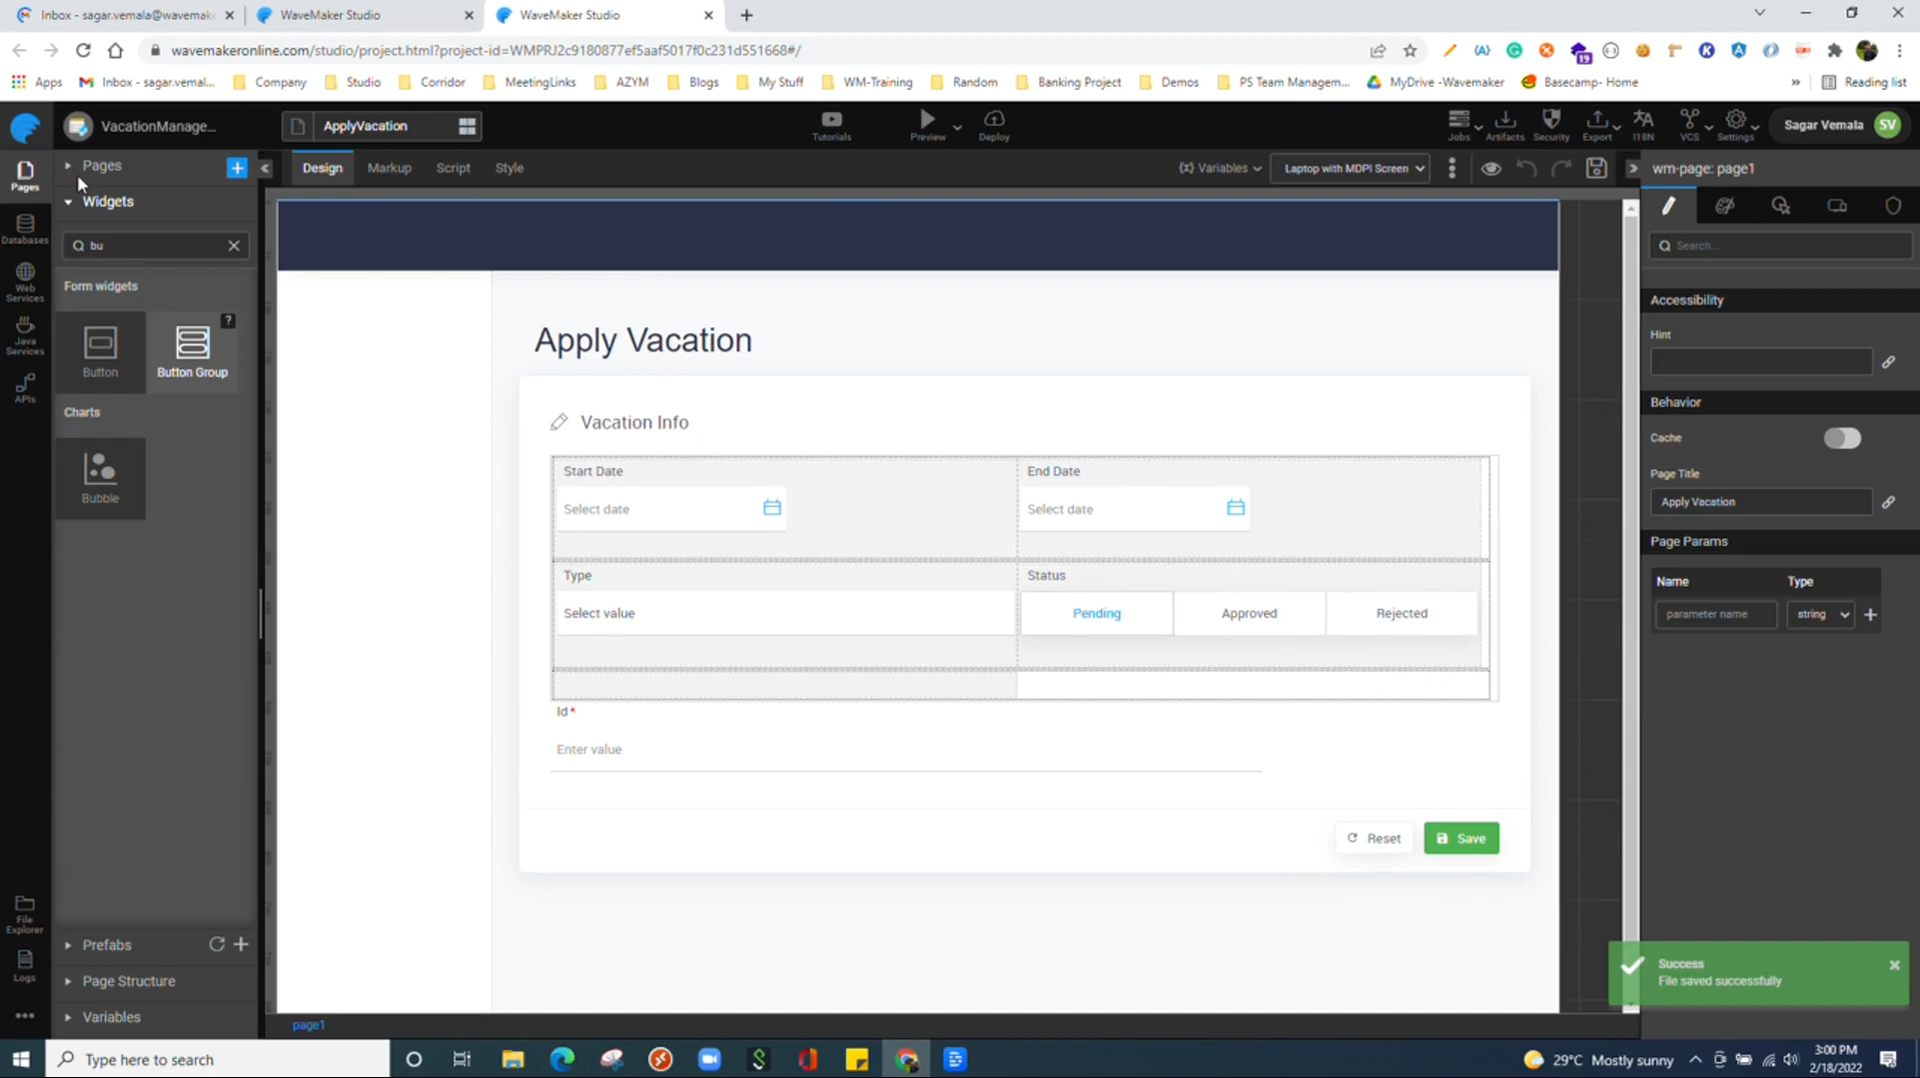 Inbox - sagar.vemala@wavemak
WaveMaker Studio
WaveMaker Studio
wavemakeronline.com/studio/project.html?project-id=WMPRJ2c9180877ef5aaf5017f0c231d551668#/
19
Apps
Inbox - sagar.vemal...
Company
Studio
Corridor
MeetingLinks
AZYM
Blogs
My Stuff
WM-Training
Random
Banking Project
Demos
PS Team Managem...
MyDrive -Wavemaker
Basecamp- Home
»
Reading list
VacationManage...
ApplyVacation
Tutorials
Preview
Deploy
Jobs
Artifacts
Security
Export
I18N
VCS
Settings
Sagar Vemala
SV
Pages
Databases
Web Services
Java Services
APIs
File Explorer
Logs
Pages
Widgets
bu
Form widgets
Button
Button Group
?
Charts
Bubble
Prefabs
Page Structure
Variables
Design
Markup
Script
Style
{x} Variables
Laptop with MDPI Screen
Apply Vacation
Vacation Info
Start Date
Select date
End Date
Select date
Type
Select value
Status
Pending
Approved
Rejected
Id *
Enter value
Reset
Save
page1
wm-page: page1
Search...
Accessibility
Hint
Behavior
Cache
Page Title
Apply Vacation
Page Params
Name
Type
parameter name
string
Success
File saved successfully
Type here to search
29°C Mostly sunny
3:00 PM
2/18/2022